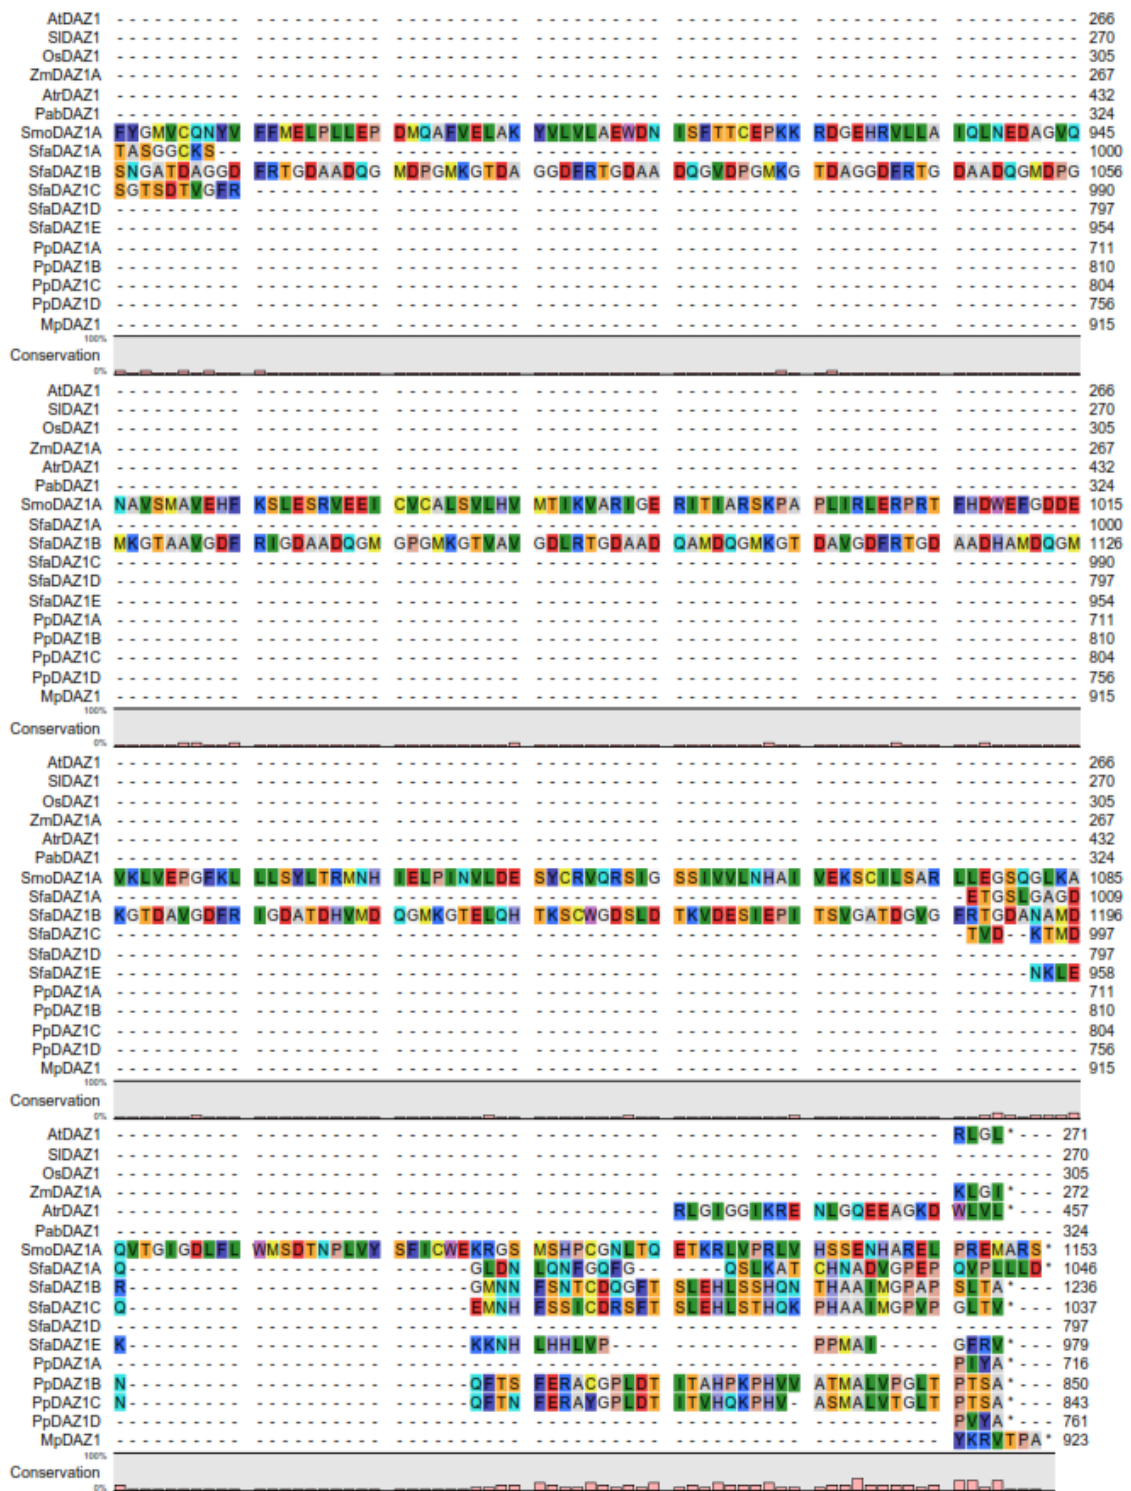 AtDAZ1 - - - - - - - - - - - - - - - - - - - - - - - - - - - - - - - - - - - - - - - - - - - - - - - - - - - - - - - - - - - - - - - - - - - - - - 266
SlDAZ1 - - - - - - - - - - - - - - - - - - - - - - - - - - - - - - - - - - - - - - - - - - - - - - - - - - - - - - - - - - - - - - - - - - - - - - 270
OsDAZ1 - - - - - - - - - - 305
ZmDAZ1A - - - - - - - - - - 267
AtrDAZ1 - - - - - - - - - - 432
PabDAZ1 - - - - - - - - - - 324
SmoDAZ1A FYGMVCQNYV FFMELPLLEP DMQAFVELAK YVLVLAEWDN ISFTTCEPKK RDGEHRVLLA IQLNEDAGVQ 945
SfaDAZ1A TASGGCKS - - 1000
SfaDAZ1B SNGATDAGGD FRTGDAADQG MDPGMKGTDA GGDFRTGDAA DQGVDPGMKG TDAGGDFRTG DAADQGMDPG 1056
SfaDAZ1C SGTSDTVGFR 990
SfaDAZ1D - - - - - - - - - - 797
SfaDAZ1E - - - - - - - - - - 954
PpDAZ1A - - - - - - - - - - 711
PpDAZ1B - - - - - - - - - - 810
PpDAZ1C - - - - - - - - - - 804
PpDAZ1D - - - - - - - - - - 756
MpDAZ1 - - - - - - - - - - 915
100%
Conservation
0%
AtDAZ1 - - - - - - - - - - 266
SlDAZ1 - - - - - - - - - - 270
OsDAZ1 - - - - - - - - - - 305
ZmDAZ1A - - - - - - - - - - 267
AtrDAZ1 - - - - - - - - - - 432
PabDAZ1 - - - - - - - - - - 324
SmoDAZ1A NAVSMAVEHF KSLESRVEEI CVCALSVLHV MTIKVARIGE RITIARSKPA PLIRLERPRT FHDWEFGDDE 1015
SfaDAZ1A - - - - - - - - - - 1000
SfaDAZ1B MKGTAAVGDF RIGDAADQGM GPGMKGTVAV GDLRTGDAAD QAMDQGMKGT DAVGDFRTGD AADHAMDQGM 1126
SfaDAZ1C - - - - - - - - - - 990
SfaDAZ1D - - - - - - - - - - 797
SfaDAZ1E - - - - - - - - - - 954
PpDAZ1A - - - - - - - - - - 711
PpDAZ1B - - - - - - - - - - 810
PpDAZ1C - - - - - - - - - - 804
PpDAZ1D - - - - - - - - - - 756
MpDAZ1 - - - - - - - - - - 915
100%
Conservation
0%
AtDAZ1 - - - - - - - - - - 266
SlDAZ1 - - - - - - - - - - 270
OsDAZ1 - - - - - - - - - - 305
ZmDAZ1A - - - - - - - - - - 267
AtrDAZ1 - - - - - - - - - - 432
PabDAZ1 - - - - - - - - - - 324
SmoDAZ1A VKLVEPGFKL LLSYLTRMNH IELPINVLDE SYCRVQRSIG SSIVVLNHAI VEKSCILSAR LLEGSQGLKA 1085
SfaDAZ1A - - - - - - - - - - - ETGSLGAGD 1009
SfaDAZ1B KGTDAVGDFR IGDATDHVMD QGMKGTELQH TKSCWGDSLD TKVDESIEPI TSVGATDGVG FRTGDANAMD 1196
SfaDAZ1C - - - - - - - - - - - TVD - - KTMD 997
SfaDAZ1D - - - - - - - - - - 797
SfaDAZ1E - - - - - - - - - - NKLE 958
PpDAZ1A - - - - - - - - - - 711
PpDAZ1B - - - - - - - - - - 810
PpDAZ1C - - - - - - - - - - 804
PpDAZ1D - - - - - - - - - - 756
MpDAZ1 - - - - - - - - - - 915
100%
Conservation
0%
AtDAZ1 - - - - - - - - - - RLGL* - - - 271
SlDAZ1 - - - - - - - - - - 270
OsDAZ1 - - - - - - - - - - 305
ZmDAZ1A - - - - - - - - - - KLGI* - - - 272
AtrDAZ1 - - - - - - - - - - RLGIGGIKRE NLGQEEAGKD WLVL* - - - 457
PabDAZ1 - - - - - - - - - - 324
SmoDAZ1A QVTGIGDLFL WMSDTNPLVY SFICWEKRGS MSHPCGNLTQ ETKRLVPRLV HSSENHAREL PREMARS* 1153
SfaDAZ1A Q - - - - - - - - - GLDN LQNFGQFG - - - - - - QSLKAT CHNADVGPEP QVPLLLD* 1046
SfaDAZ1B R - - - - - - - - - GMNN FSNTCDQGFT SLEHLSSHQN THAAIMGPAP SLTA* - - - 1236
SfaDAZ1C Q - - - - - - - - - EMNH FSSICDRSFT SLEHLSTHQK PHAAIMGPVP GLTV* - - - 1037
SfaDAZ1D - - - - - - - - - - 797
SfaDAZ1E K - - - - - - - - - KKNH LHHLVP - - - - - - - - - - PPMAI - - - - - GFRV* - - - 979
PpDAZ1A - - - - - - - - - - PIYA* - - - 716
PpDAZ1B N - - - - - - - - - QFTS FERACGPLDT ITAHPKPHVV ATMALVPGLT PTSA* - - - 850
PpDAZ1C N - - - - - - - - - QFTN FERAYGPLDT ITVHQKPHV- ASMALVTGLT PTSA* - - - 843
PpDAZ1D - - - - - - - - - - PVYA* - - - 761
MpDAZ1 - - - - - - - - - - YKRVTPA* 923
100%
Conservation
0%